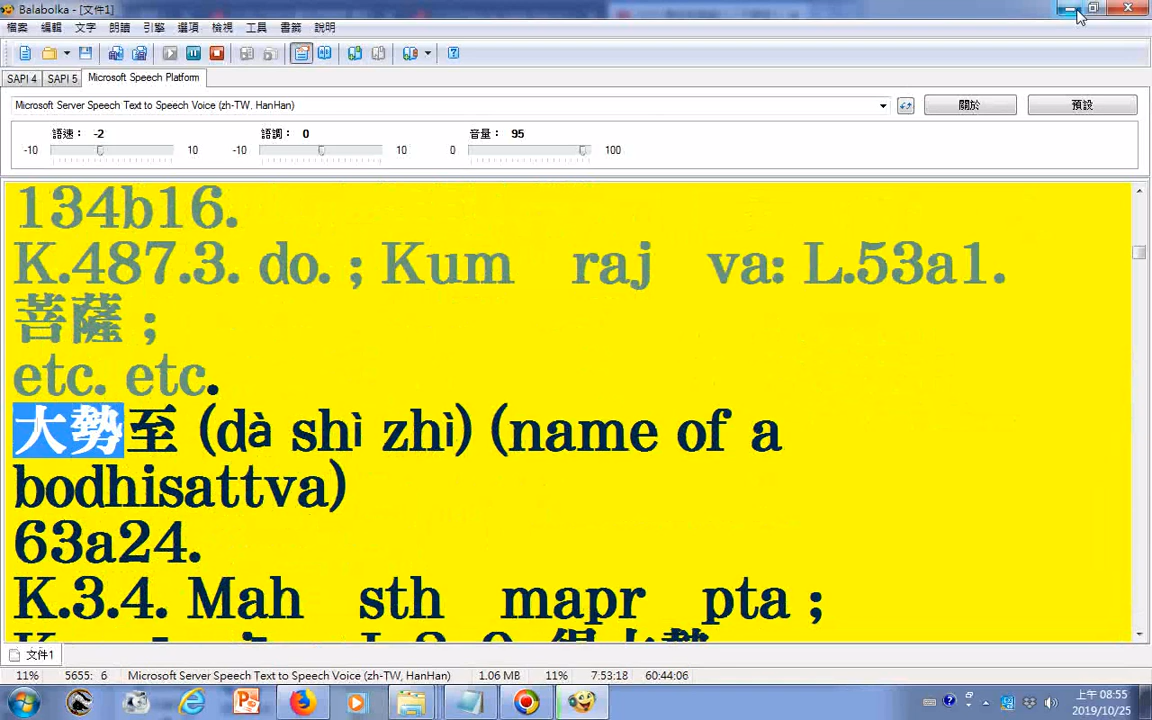 Balabolka - [文件1]
檔案 編輯 文字 朗讀 引擎 選項 檢視 工具 書籤 說明
SAPI 4 SAPI 5 Microsoft Speech Platform
Microsoft Server Speech Text to Speech Voice (zh-TW, HanHan) 關於 預設
語速： -2 語調： 0 音量： 95
-10 10 -10 10 0 100
134b16.
K.487.3. do. ; Kum raj va: L.53a1.
菩薩 ;
etc. etc.
大勢至 (dà shì zhì) (name of a
bodhisattva)
63a24.
K.3.4. Mah sth mapr pta ;
文件1
11% 5655: 6 Microsoft Server Speech Text to Speech Voice (zh-TW, HanHan) 1.06 MB 11% 7:53:18 60:44:06
上午 08:55
2019/10/25